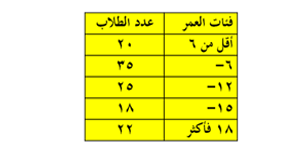 فئات العمر عدد الطلاب
أقل من ٦ ٢٠
٦– ٣٥
١٢– ٢٥
١٥– ١٨
١٨ فأكثر ٢٢